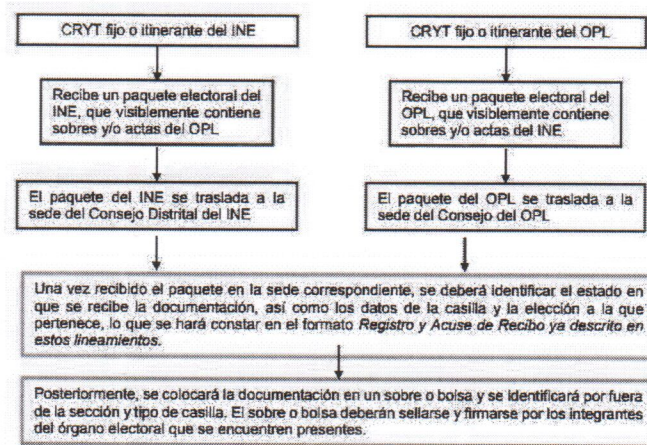 CRYT fijo o itinerante del INE
CRYT fijo o itinerante del OPL
Recibe un paquete electoral del
INE, que visiblemente contiene
sobres y/o actas del OPL
Recibe un paquete electoral del
OPL, que visiblemente contiene
sobres y/o actas del INE
El paquete del INE se traslada a la
sede del Consejo Distrital del INE
El paquete del OPL se traslada a la
sede del Consejo del OPL
Una vez recibido el paquete en la sede correspondiente, se deberá identificar el estado en
que se recibe la documentación, así como los datos de la casilla y la elección a la que
pertenece, lo que se hará constar en el formato Registro y Acuse de Recibo ya descrito en
estos lineamientos.
Posteriormente, se colocará la documentación en un sobre o bolsa y se identificará por fuera
de la sección y tipo de casilla. El sobre o bolsa deberán sellarse y firmarse por los integrantes
del órgano electoral que se encuentren presentes.